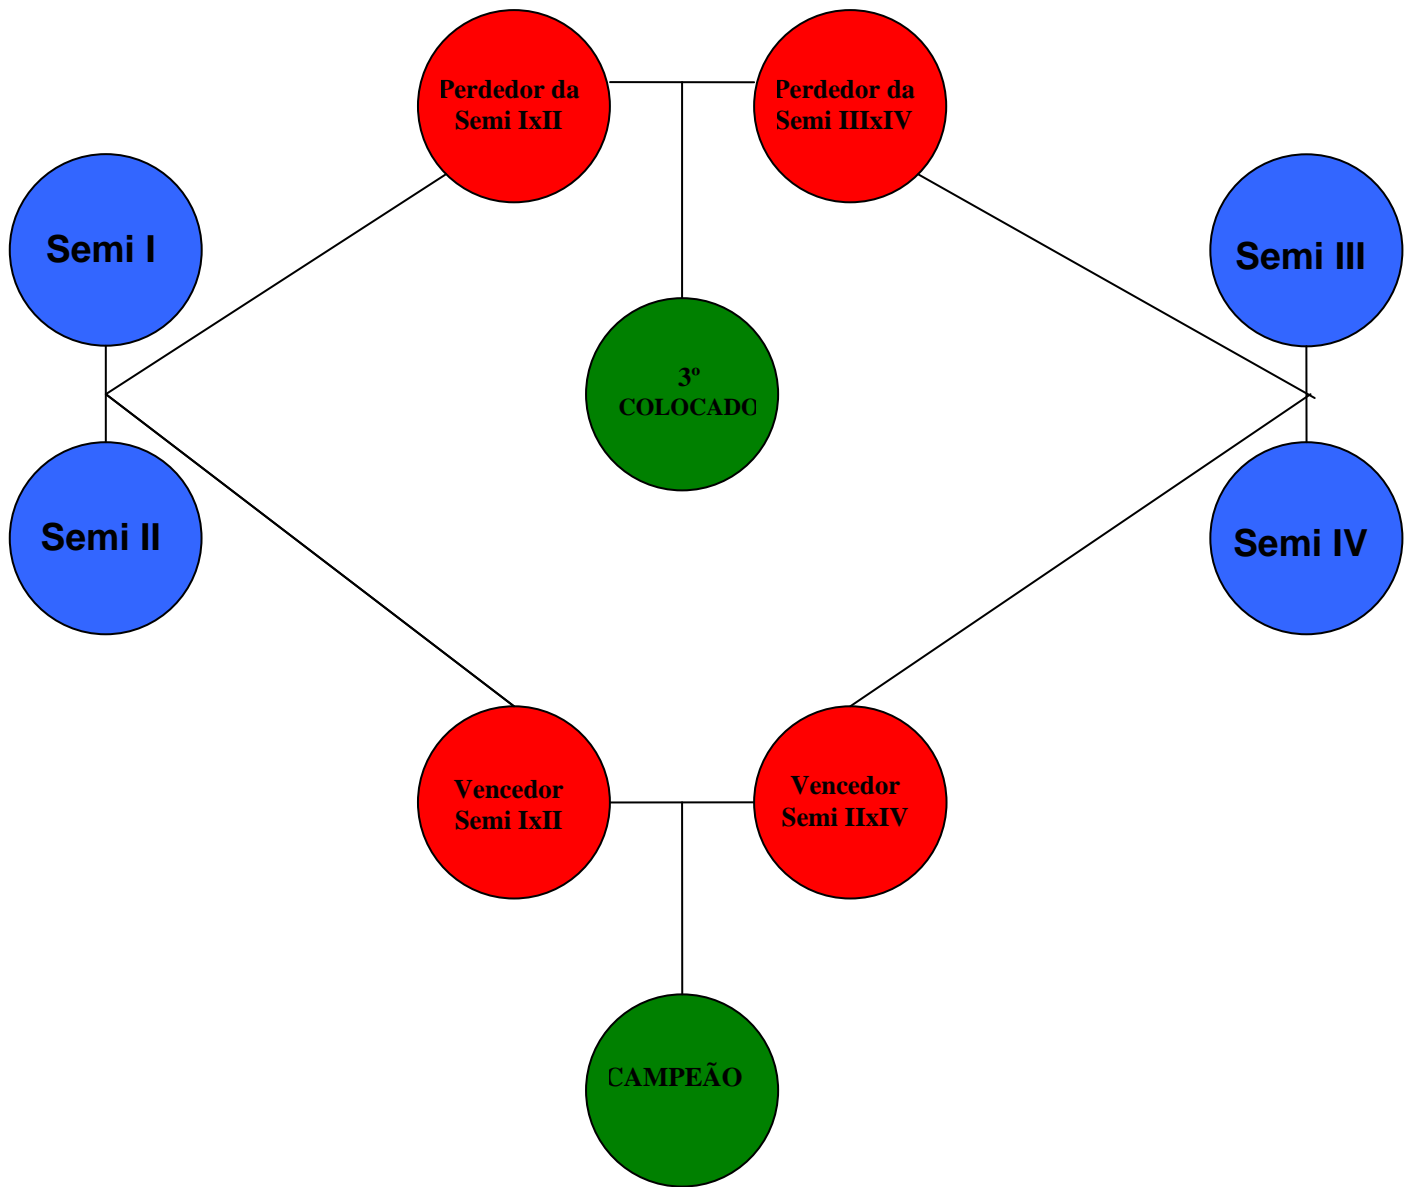 Perdedor da
Semi IxII
Perdedor da
Semi IIIxIV
Semi I
Semi III
3º
COLOCADO
Semi II
Semi IV
Vencedor
Semi IxII
Vencedor
Semi IIxIV
CAMPEÃO